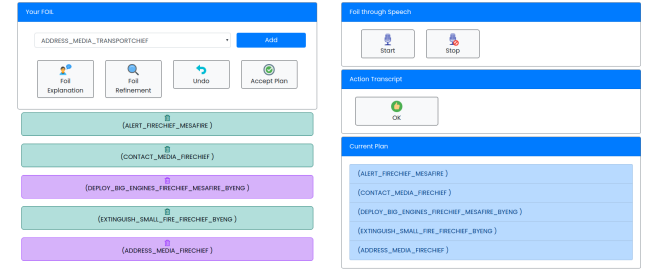 Your FOIL
ADDRESS_MEDIA_TRANSPORTCHIEF
Add
Foil
Explanation
Foil
Refinement
Undo
Accept Plan
(ALERT_FIRECHIEF_MESAFIRE )
(CONTACT_MEDIA_FIRECHIEF )
(DEPLOY_BIG_ENGINES_FIRECHIEF_MESAFIRE_BYENG )
(EXTINGUISH_SMALL_FIRE_FIRECHIEF_BYENG )
(ADDRESS_MEDIA_FIRECHIEF )
Foil through Speech
Start
Stop
Action Transcript
OK
Current Plan
(ALERT_FIRECHIEF_MESAFIRE )
(CONTACT_MEDIA_FIRECHIEF )
(DEPLOY_BIG_ENGINES_FIRECHIEF_MESAFIRE_BYENG )
(EXTINGUISH_SMALL_FIRE_FIRECHIEF_BYENG )
(ADDRESS_MEDIA_FIRECHIEF )